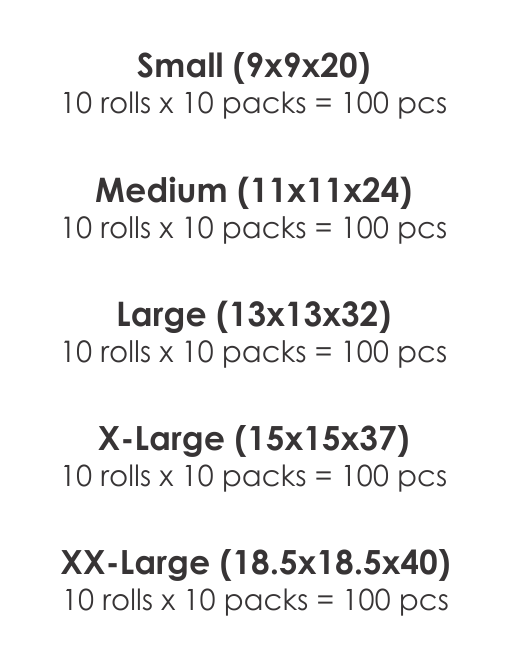 Small (9x9x20)
10 rolls x 10 packs = 100 pcs
Medium (11x11x24)
10 rolls x 10 packs = 100 pcs
Large (13x13x32)
10 rolls x 10 packs = 100 pcs
X-Large (15x15x37)
10 rolls x 10 packs = 100 pcs
XX-Large (18.5x18.5x40)
10 rolls x 10 packs = 100 pcs